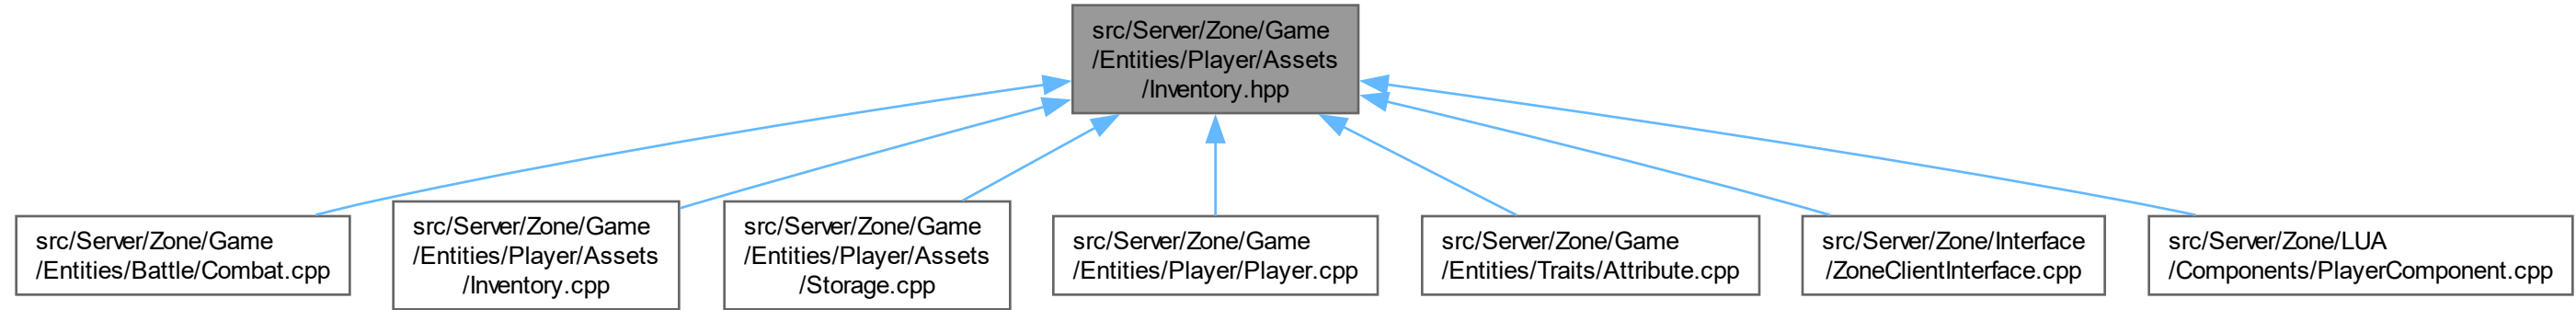 src/Server/Zone/Game
/Entities/Player/Assets
/Inventory.hpp
src/Server/Zone/Game
/Entities/Battle/Combat.cpp
src/Server/Zone/Game
/Entities/Player/Assets
/Inventory.cpp
src/Server/Zone/Game
/Entities/Player/Assets
/Storage.cpp
src/Server/Zone/Game
/Entities/Player/Player.cpp
src/Server/Zone/Game
/Entities/Traits/Attribute.cpp
src/Server/Zone/Interface
/ZoneClientInterface.cpp
src/Server/Zone/LUA
/Components/PlayerComponent.cpp